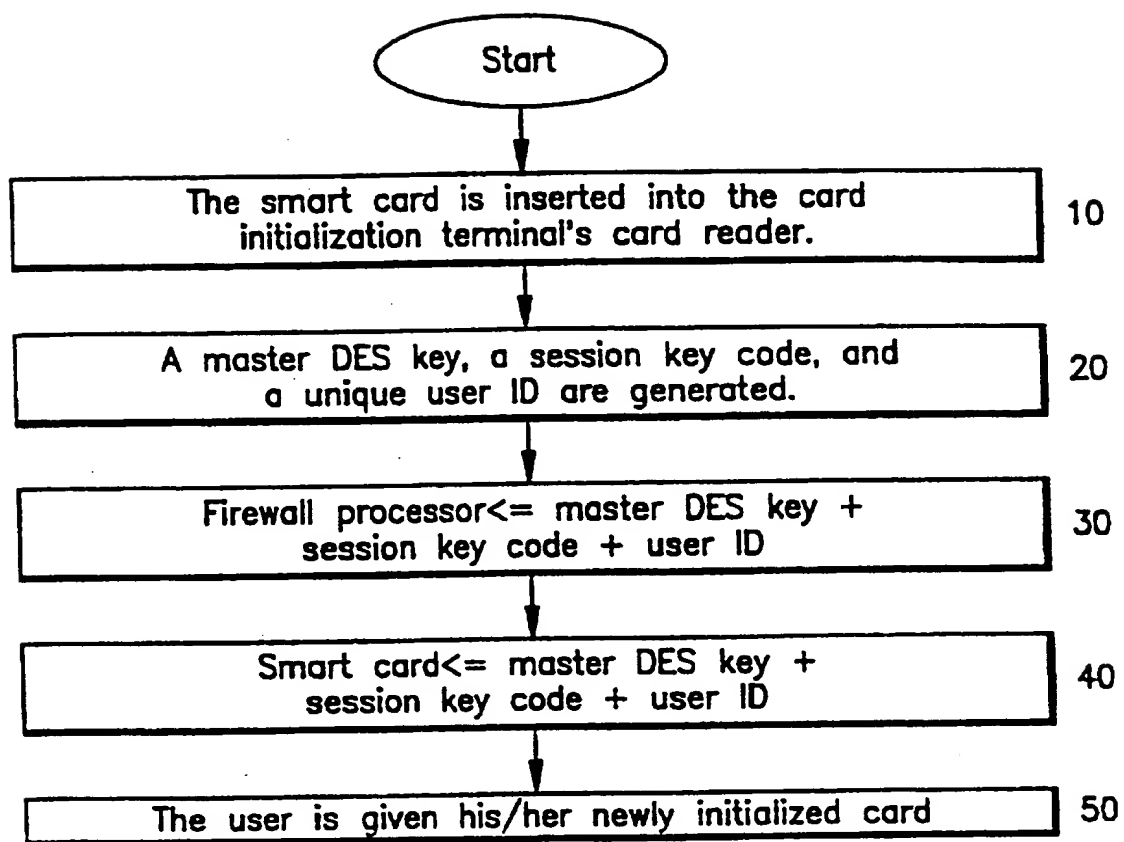 Start
The smart card is inserted into the card
initialization terminal's card reader.
10
A master DES key, a session key code, and
a unique user ID are generated.
20
Firewall processor<= master DES key +
session key code + user ID
30
Smart card<= master DES key +
session key code + user ID
40
The user is given his/her newly initialized card
50